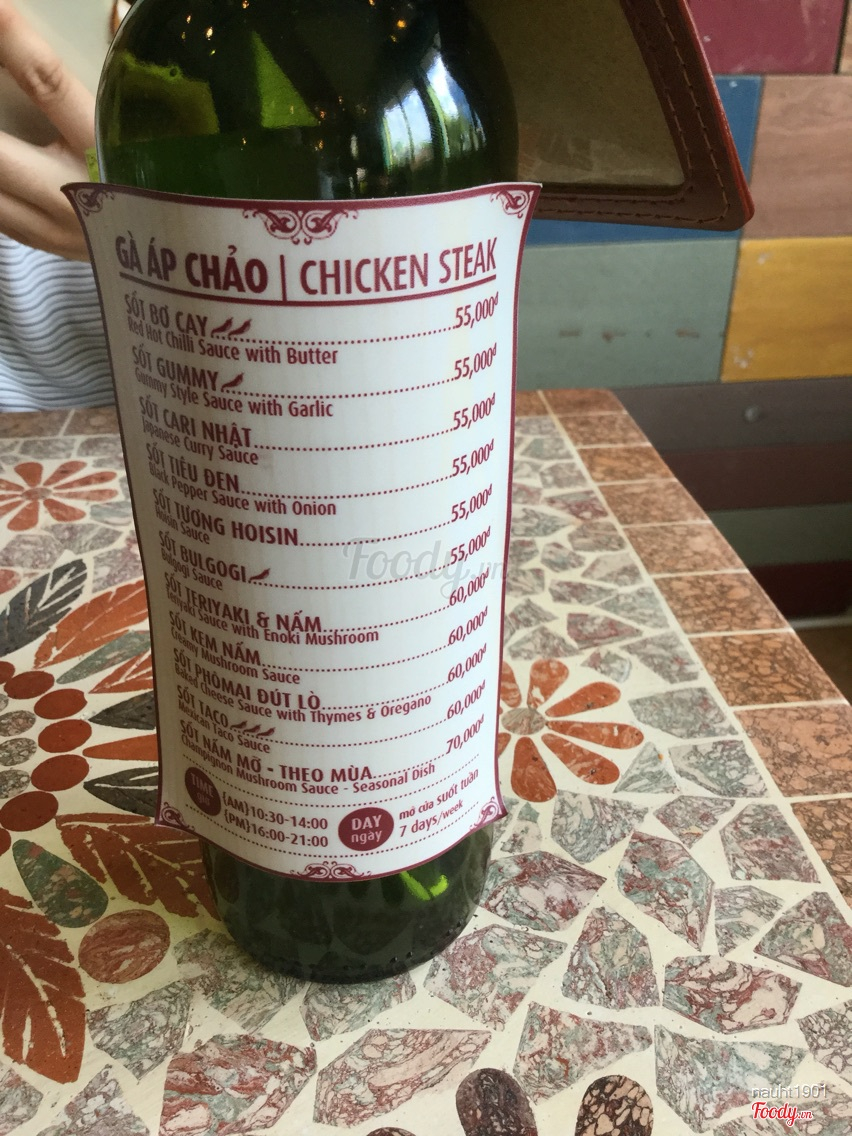 GÀ ÁP CHẢO | CHICKEN STEAK
SỐT BƠ CAY 55,000đ
Red Hot Chilli Sauce with Butter
SỐT GUMMY 55,000đ
Gummy Style Sauce with Garlic
SỐT CARI NHẬT 55,000đ
Japanese Curry Sauce
SỐT TIÊU ĐEN 55,000đ
Black Pepper Sauce with Onion
SỐT TƯƠNG HOISIN 55,000đ
Hoisin Sauce
SỐT BULGOGI 55,000đ
Bulgogi Sauce
SỐT TERIYAKI & NẤM 60,000đ
Teriyaki Sauce with Enoki Mushroom
SỐT KEM NẤM 60,000đ
Creamy Mushroom Sauce
SỐT PHÒMAI ĐÚT LÒ 60,000đ
Baked Cheese Sauce with Thymes & Oregano
SỐT TACO 60,000đ
Mexican Taco Sauce
SỐT NẤM MỠ - THEO MÙA 70,000đ
Champignon Mushroom Sauce - Seasonal Dish
TIME
(AM) 10:30-14:00
(PM) 16:00-21:00
DAY
ngày
mở cửa suốt tuần
7 days/week
Foody.vn
nauht1901
Foody.vn